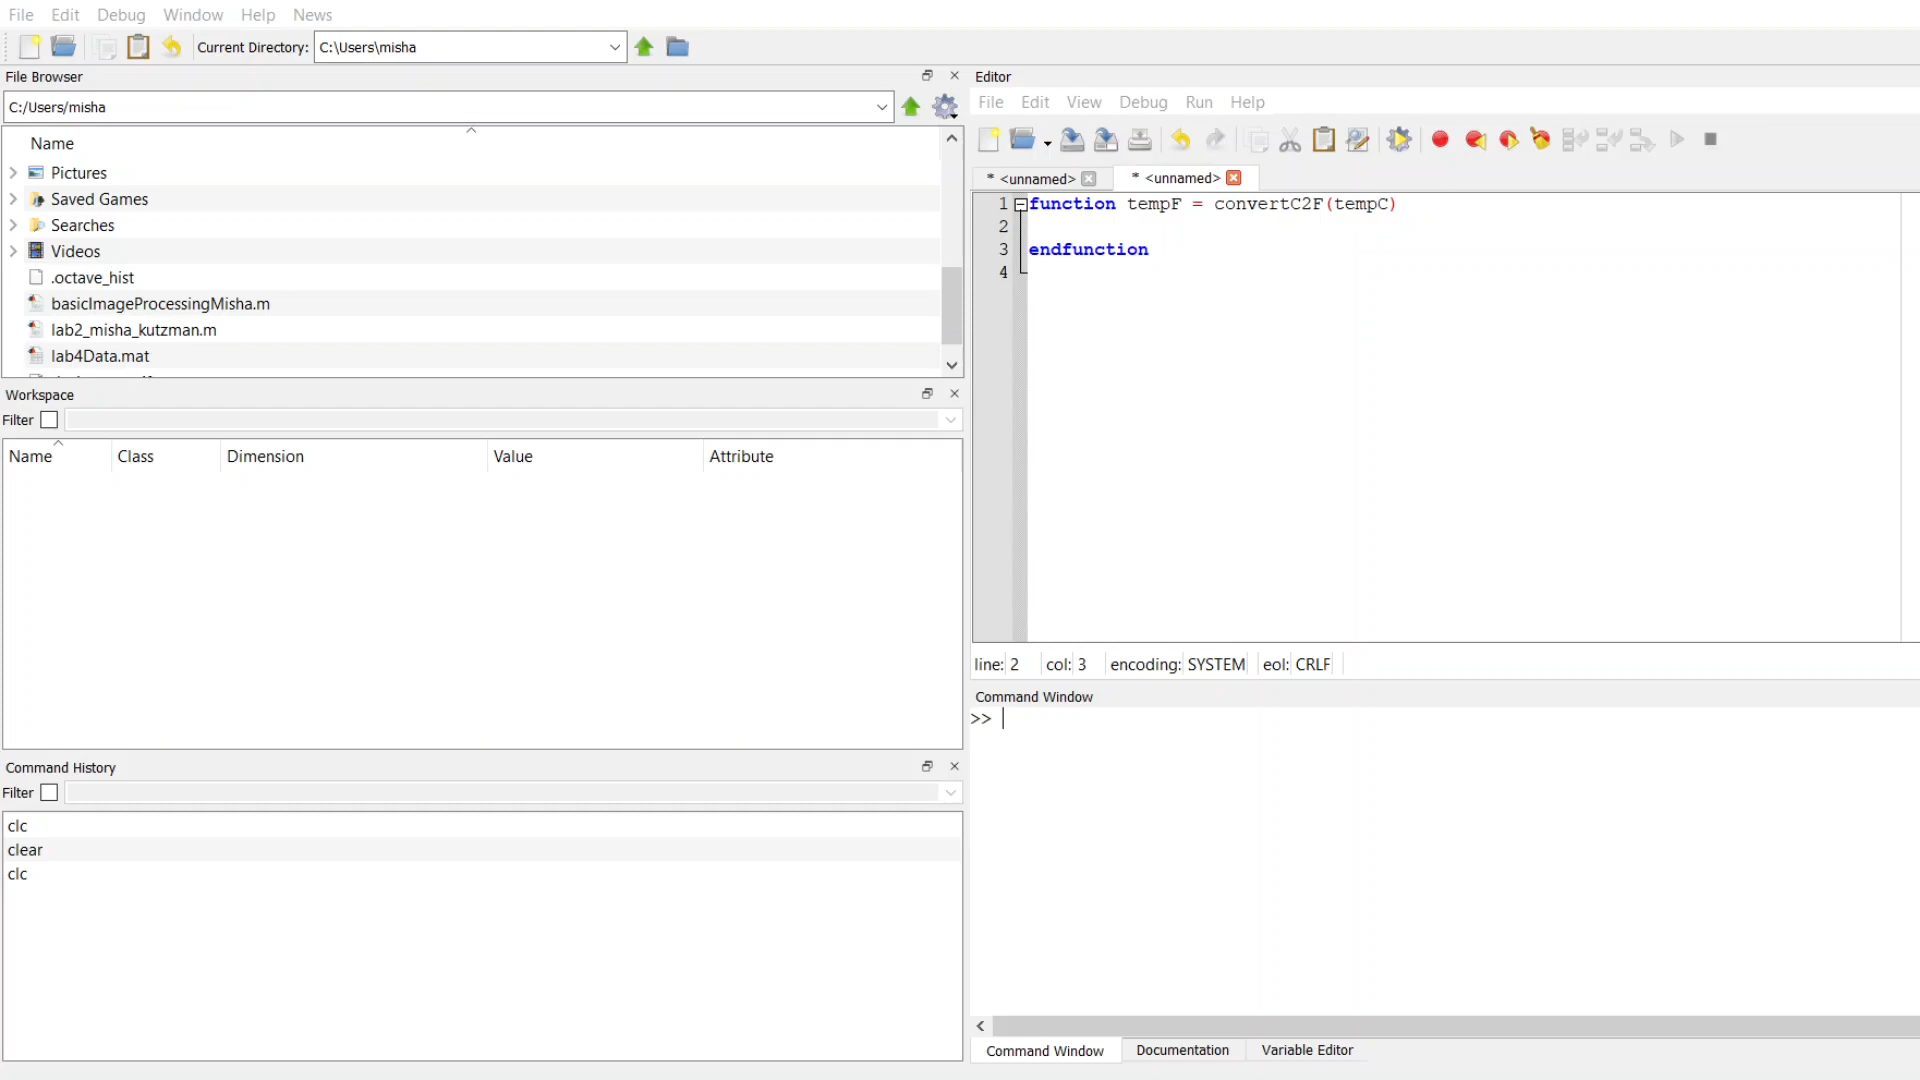 File Edit Debug Window Help News
Current Directory: C:\Users\misha
File Browser
C:/Users/misha
Name
Pictures
Saved Games
Searches
Videos
.octave_hist
basicImageProcessingMisha.m
lab2_misha_kutzman.m
lab4Data.mat
Workspace
Filter
Name Class Dimension Value Attribute
Command History
Filter
clc
clear
clc
Editor
File Edit View Debug Run Help
* <unnamed> * <unnamed>
1 function tempF = convertC2F(tempC)
2
3 endfunction
4
line: 2 col: 3 encoding: SYSTEM eol: CRLF
Command Window
>>
Command Window Documentation Variable Editor